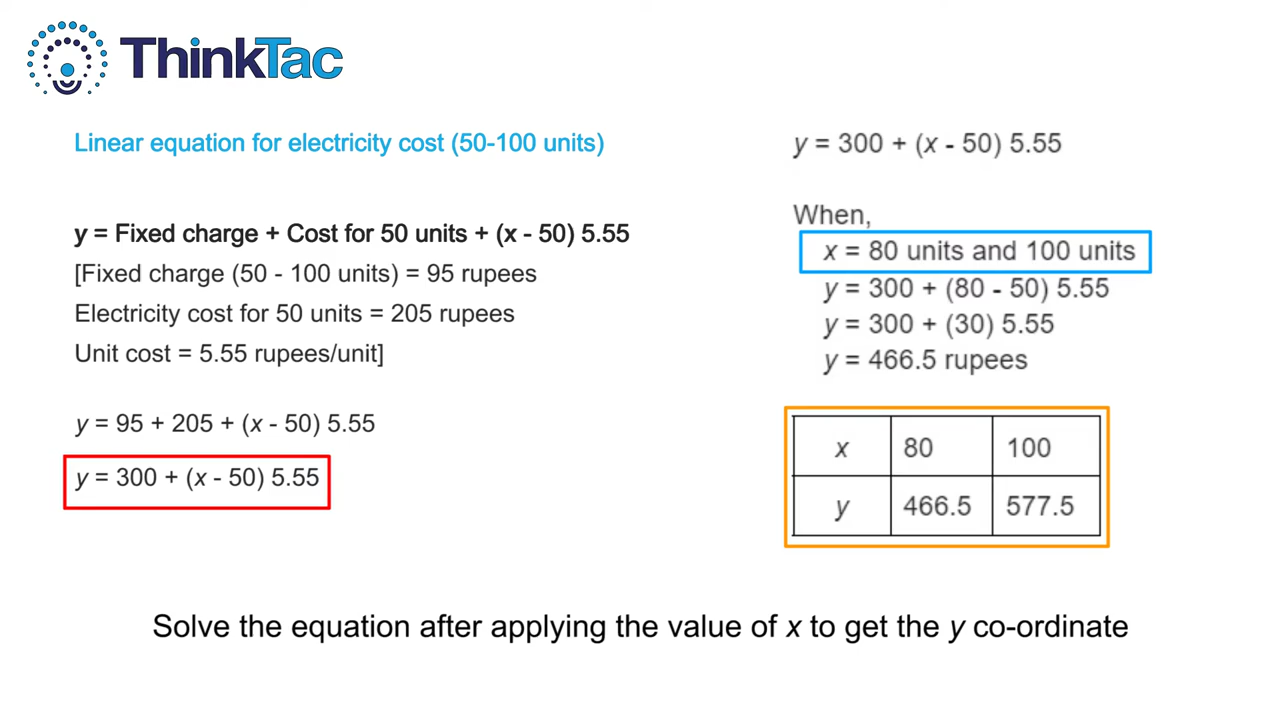 ThinkTac
Linear equation for electricity cost (50-100 units)
y = Fixed charge + Cost for 50 units + (x - 50) 5.55
[Fixed charge (50 - 100 units) = 95 rupees
Electricity cost for 50 units = 205 rupees
Unit cost = 5.55 rupees/unit]
y = 95 + 205 + (x - 50) 5.55
y = 300 + (x - 50) 5.55
y = 300 + (x - 50) 5.55
When,
x = 80 units and 100 units
y = 300 + (80 - 50) 5.55
y = 300 + (30) 5.55
y = 466.5 rupees
x 80 100
y 466.5 577.5
Solve the equation after applying the value of x to get the y co-ordinate